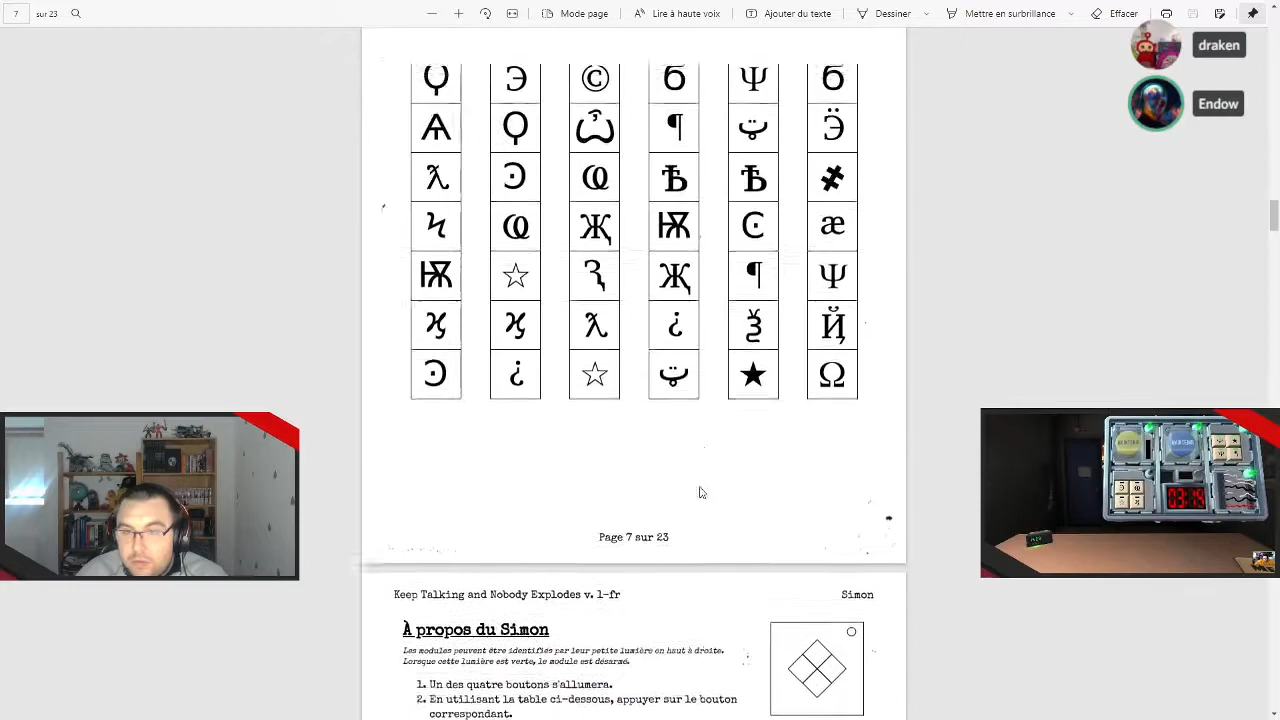 7 sur 23 Mode page Lire à haute voix Ajouter du texte Dessiner Mettre en surbrillance Effacer
draken
Endow
Ϙ Э © Ϭ Ψ Ϭ
Ѧ Ϙ Ѽ ¶ ټ Ӭ
ƛ Ͽ Ҩ Ѣ Ѣ ҂
Ϟ Ҩ Җ Ѭ Ͼ æ
Ѭ ☆ Ԇ Җ ¶ Ψ
ϗ ϗ ƛ ¿ Ѯ Ҋ
Ͽ ¿ ☆ ټ ★ Ω
Page 7 sur 23
03:19
Keep Talking and Nobody Explodes v. 1-fr Simon
À propos du Simon
Les modules peuvent être identifiés par leur petite lumière en haut à droite.
Lorsque cette lumière est verte, le module est désarmé.
1. Un des quatre boutons s'allumera.
2. En utilisant la table ci-dessous, appuyer sur le bouton
correspondant.